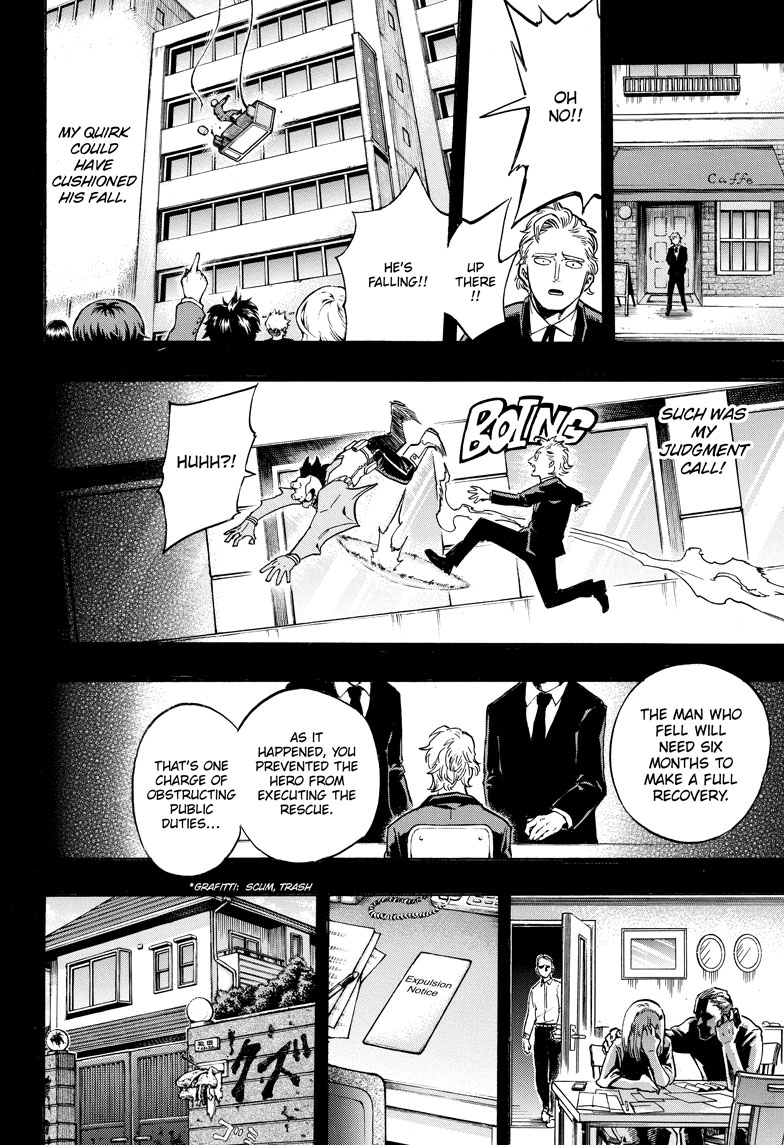 Caffe
OH
NO!!
UP
THERE
!!
HE'S
FALLING!!
MY QUIRK
COULD
HAVE
CUSHIONED
HIS FALL.
SUCH WAS
MY
JUDGMENT
CALL!
BOING
HUHH?!
THE MAN WHO
FELL WILL
NEED SIX
MONTHS TO
MAKE A FULL
RECOVERY.
AS IT
HAPPENED, YOU
PREVENTED THE
HERO FROM
EXECUTING THE
RESCUE.
THAT'S ONE
CHARGE OF
OBSTRUCTING
PUBLIC
DUTIES...
Expulsion
Notice
*GRAFITTI: SCUM, TRASH
クズ
ゴミ